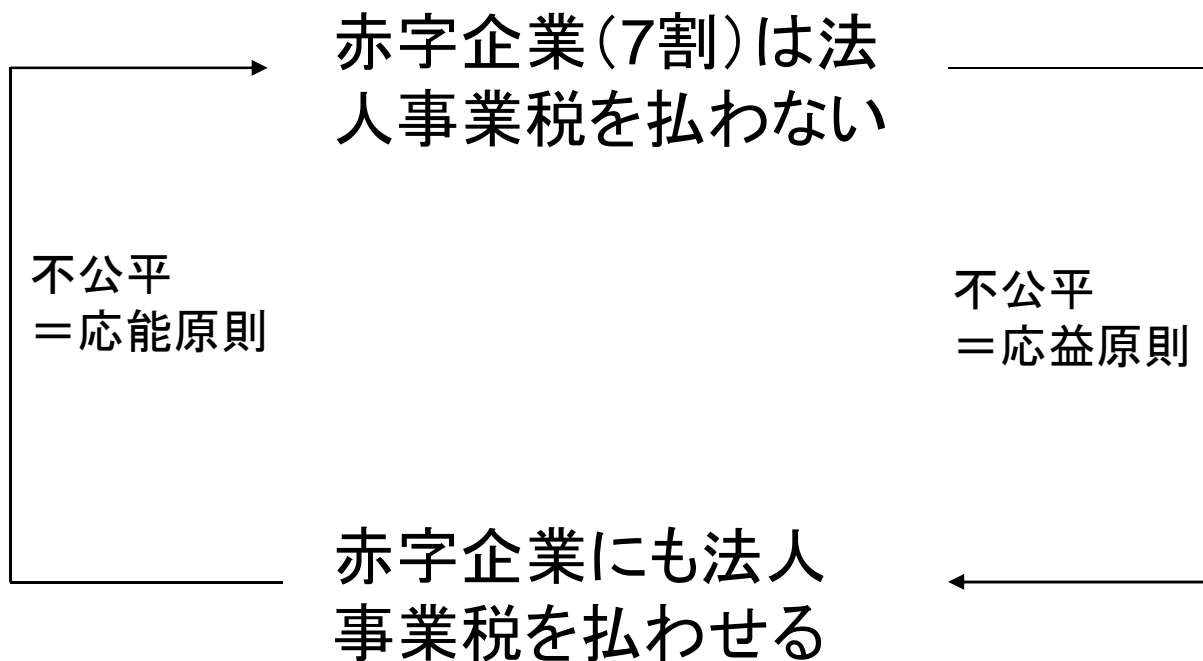 赤字企業(7割)は法
人事業税を払わない
不公平
=応能原則
不公平
=応益原則
赤字企業にも法人
事業税を払わせる